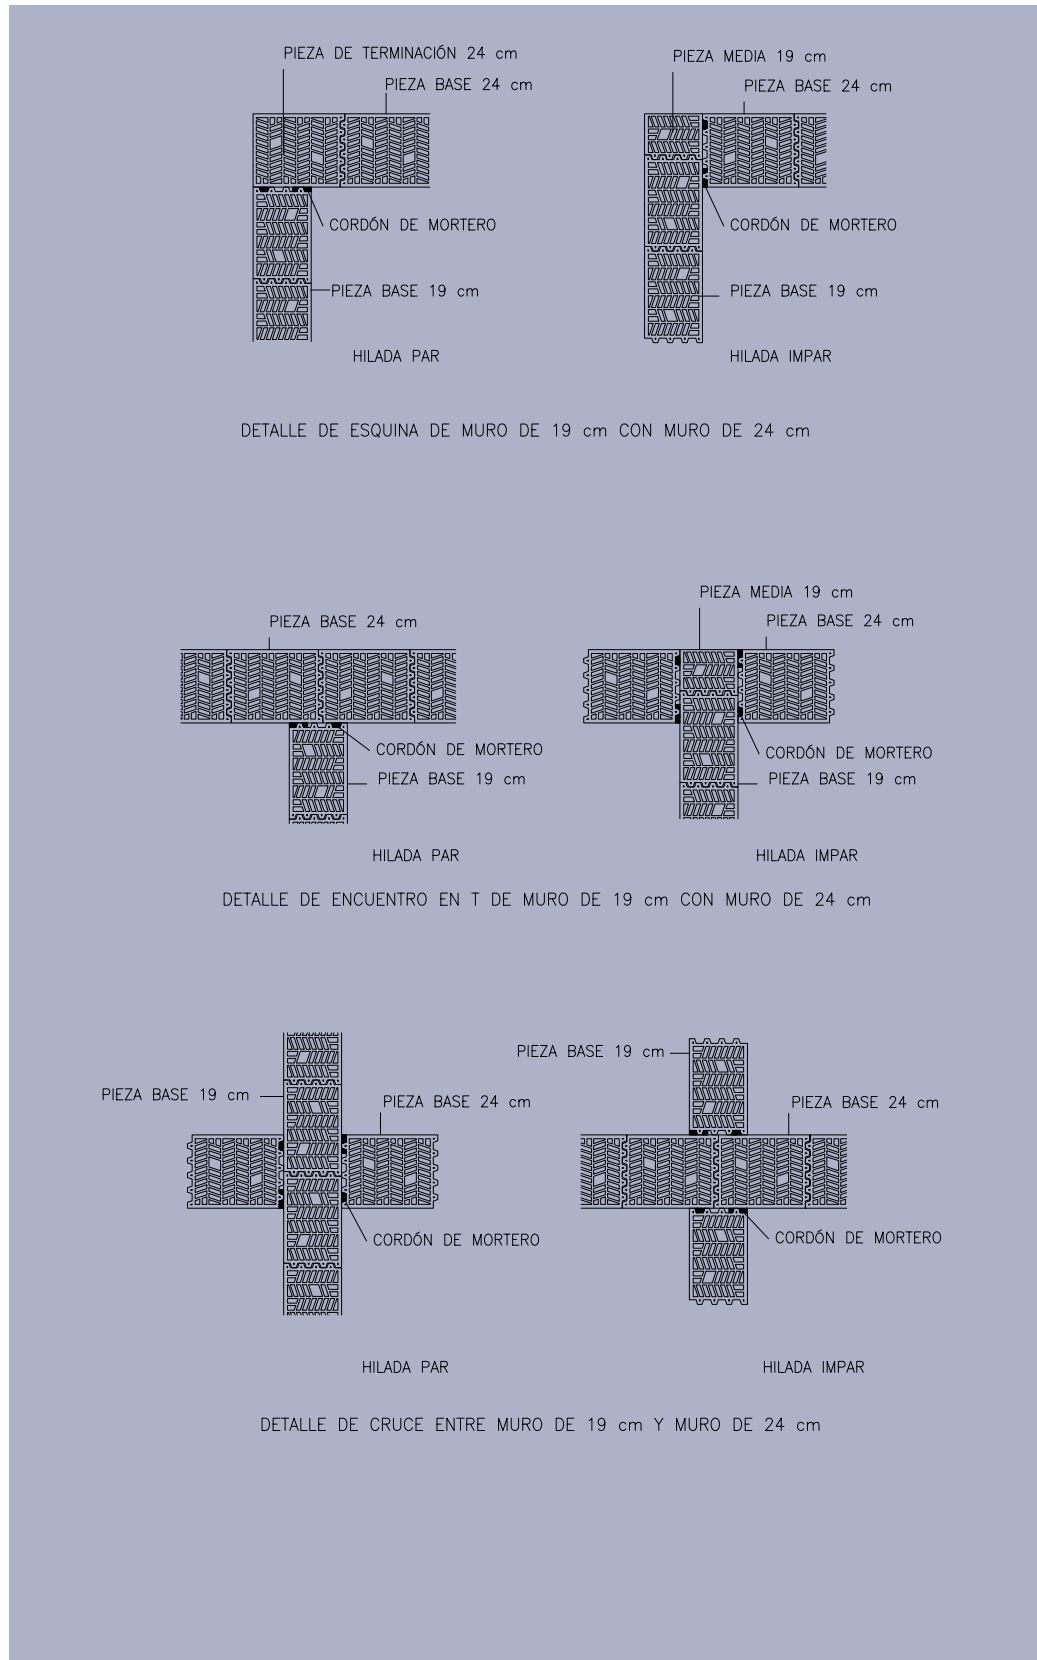 PIEZA DE TERMINACIÓN 24 cm
PIEZA BASE 24 cm
CORDÓN DE MORTERO
PIEZA BASE 19 cm
HILADA PAR
PIEZA MEDIA 19 cm
PIEZA BASE 24 cm
CORDÓN DE MORTERO
PIEZA BASE 19 cm
HILADA IMPAR
DETALLE DE ESQUINA DE MURO DE 19 cm CON MURO DE 24 cm
PIEZA BASE 24 cm
CORDÓN DE MORTERO
PIEZA BASE 19 cm
HILADA PAR
PIEZA MEDIA 19 cm
PIEZA BASE 24 cm
CORDÓN DE MORTERO
PIEZA BASE 19 cm
HILADA IMPAR
DETALLE DE ENCUENTRO EN T DE MURO DE 19 cm CON MURO DE 24 cm
PIEZA BASE 19 cm
PIEZA BASE 24 cm
CORDÓN DE MORTERO
HILADA PAR
PIEZA BASE 19 cm
PIEZA BASE 24 cm
CORDÓN DE MORTERO
HILADA IMPAR
DETALLE DE CRUCE ENTRE MURO DE 19 cm Y MURO DE 24 cm